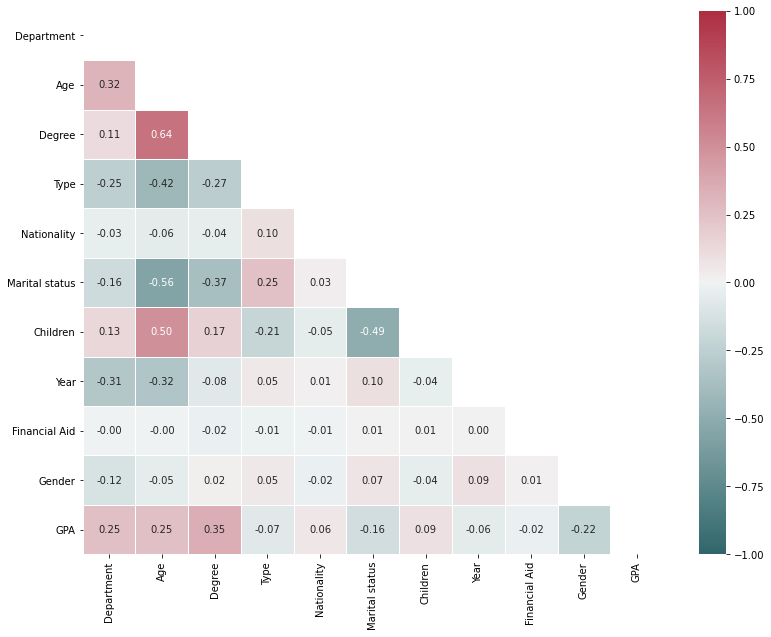 Department
Age 0.32
Degree 0.11 0.64
Type -0.25 -0.42 -0.27
Nationality -0.03 -0.06 -0.04 0.10
Marital status -0.16 -0.56 -0.37 0.25 0.03
Children 0.13 0.50 0.17 -0.21 -0.05 -0.49
Year -0.31 -0.32 -0.08 0.05 0.01 0.10 -0.04
Financial Aid -0.00 -0.00 -0.02 -0.01 -0.01 0.01 0.01 0.00
Gender -0.12 -0.05 0.02 0.05 -0.02 0.07 -0.04 0.09 0.01
GPA 0.25 0.25 0.35 -0.07 0.06 -0.16 0.09 -0.06 -0.02 -0.22
Department Age Degree Type Nationality Marital status Children Year Financial Aid Gender GPA
1.00
0.75
0.50
0.25
0.00
−0.25
−0.50
−0.75
−1.00